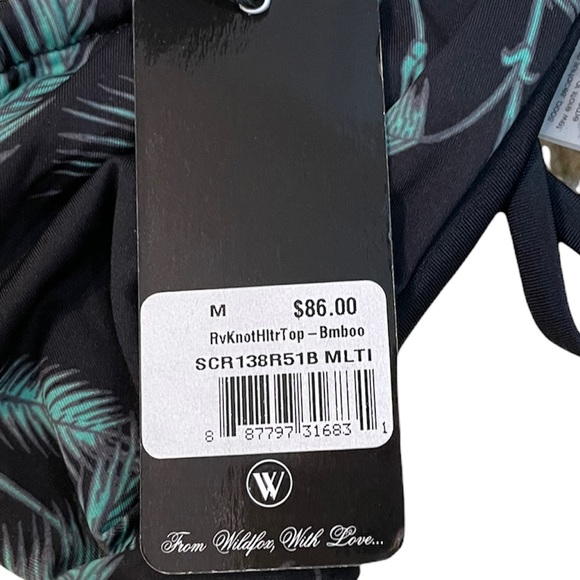 M $86.00
RvKnotHltrTop-Bmboo
SCR138R51B MLTI
8 87797 31683 1
W
From Wildfox, With Love...